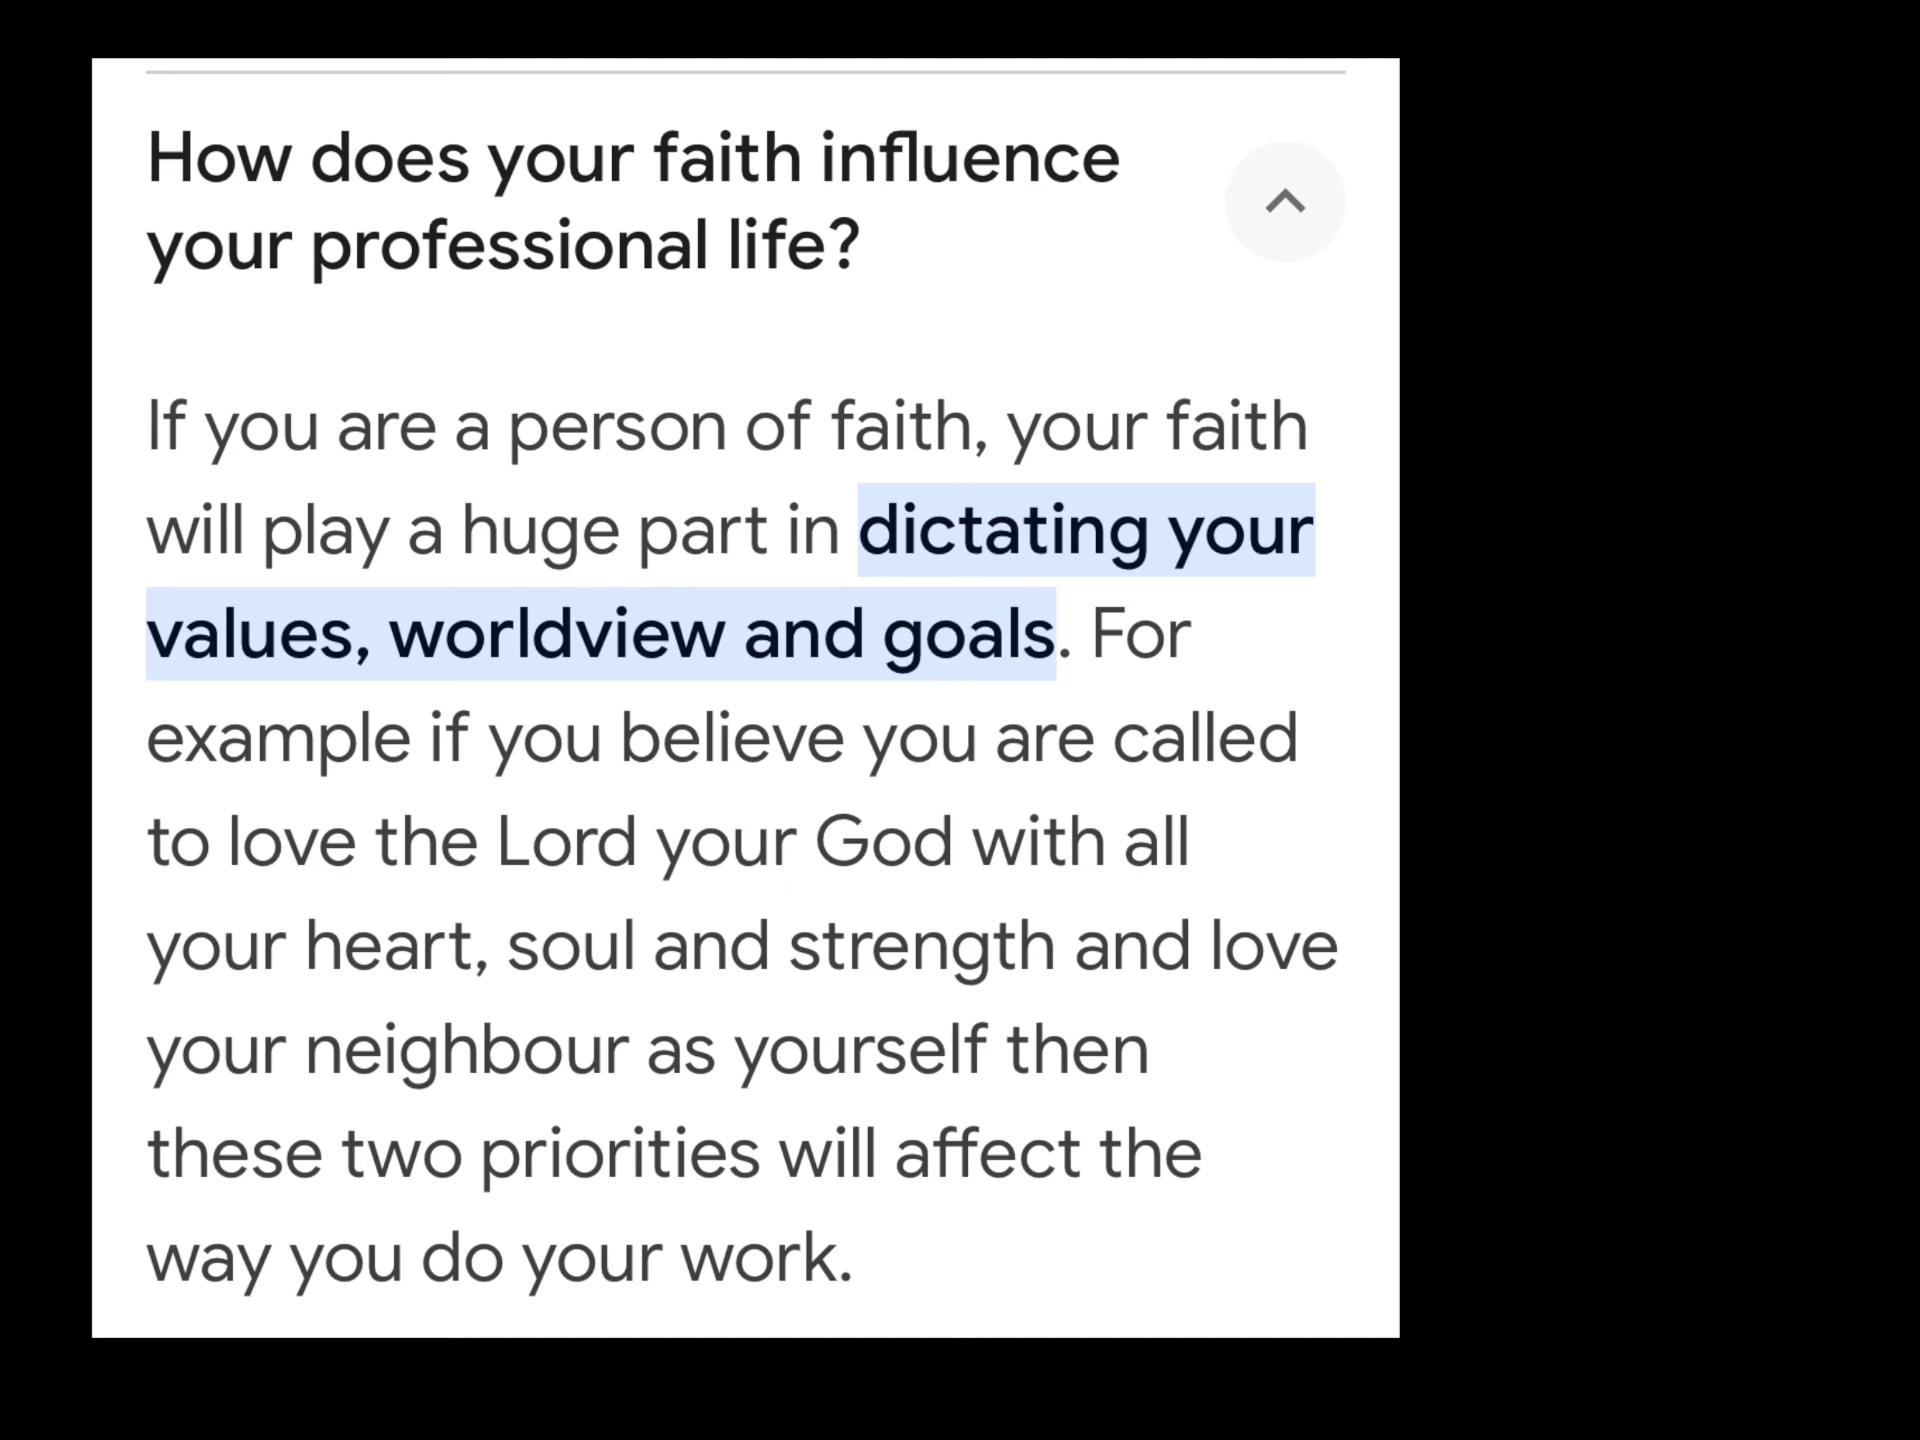 How does your faith influence
your professional life?
If you are a person of faith, your faith
will play a huge part in dictating your
values, worldview and goals. For
example if you believe you are called
to love the Lord your God with all
your heart, soul and strength and love
your neighbour as yourself then
these two priorities will affect the
way you do your work.